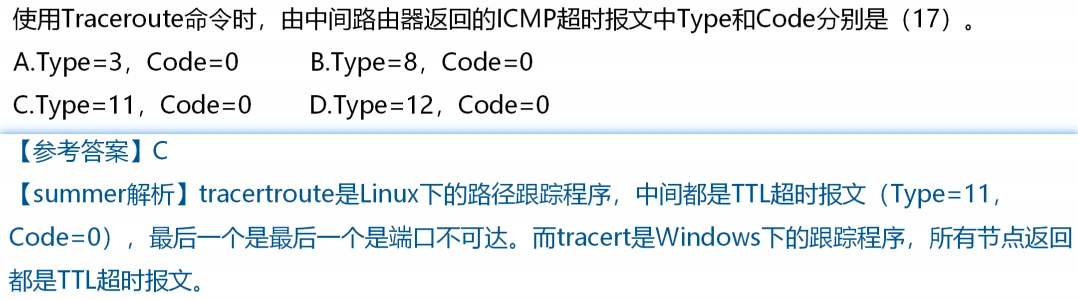 使用Traceroute命令时，由中间路由器返回的ICMP超时报文中Type和Code分别是（17）。
A.Type=3，Code=0 B.Type=8，Code=0
C.Type=11，Code=0 D.Type=12，Code=0
【参考答案】C
【summer解析】tracertroute是Linux下的路径跟踪程序，中间都是TTL超时报文（Type=11，
Code=0），最后一个是最后一个是端口不可达。而tracert是Windows下的跟踪程序，所有节点返回
都是TTL超时报文。